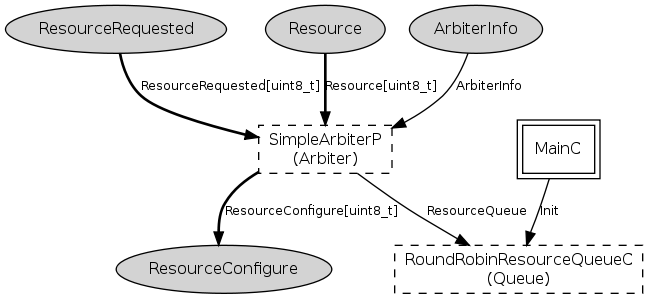 ResourceRequested
Resource
ArbiterInfo
ResourceRequested[uint8_t]
Resource[uint8_t]
ArbiterInfo
SimpleArbiterP
(Arbiter)
MainC
ResourceConfigure[uint8_t]
ResourceQueue
Init
ResourceConfigure
RoundRobinResourceQueueC
(Queue)